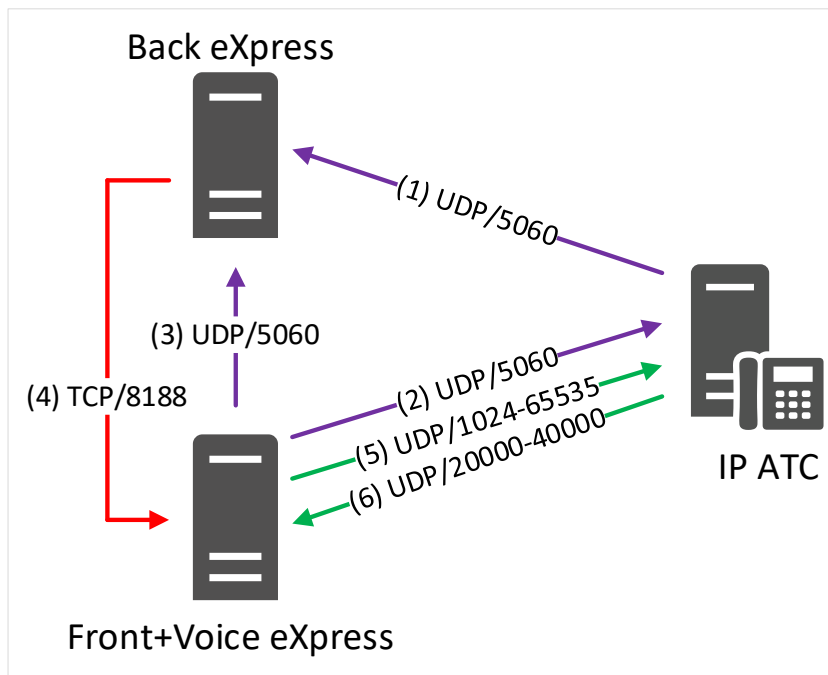 Back eXpress
(1) UDP/5060
(3) UDP/5060
(2) UDP/5060
(4) TCP/8188
(5) UDP/1024-65535
(6) UDP/20000-40000
IP ATC
Front+Voice eXpress